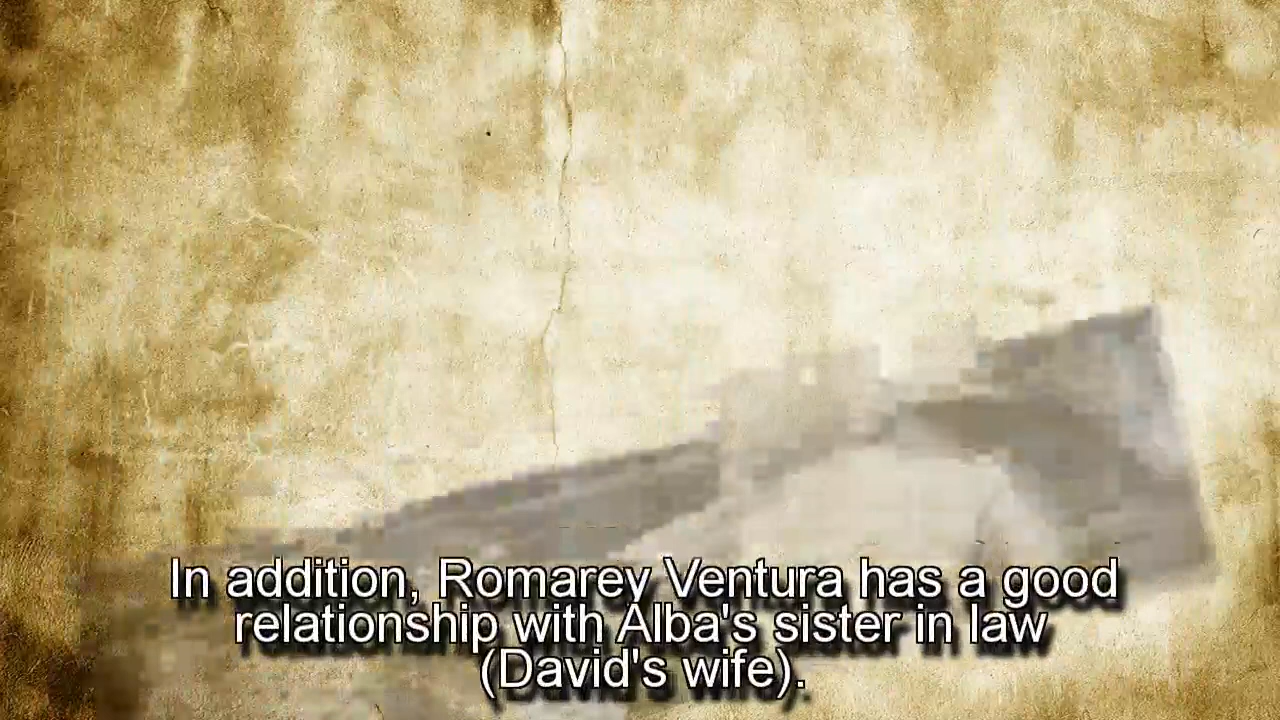 In addition, Romarey Ventura has a good
relationship with Alba's sister in law
(David's wife).